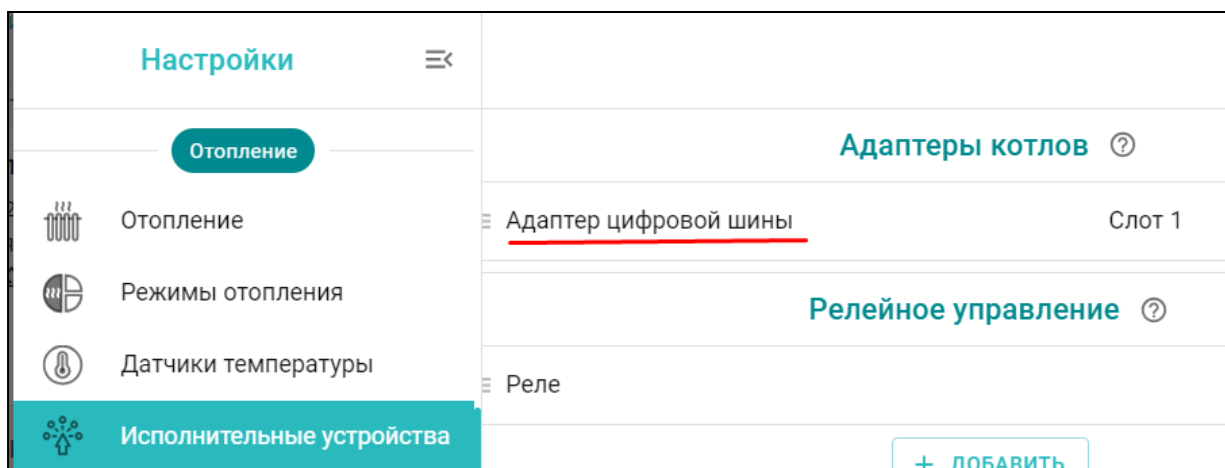 Настройки
Отопление
Отопление
Режимы отопления
Датчики температуры
Исполнительные устройства
Адаптеры котлов
Адаптер цифровой шины Слот 1
Релейное управление
Реле
+ ДОБАВИТЬ